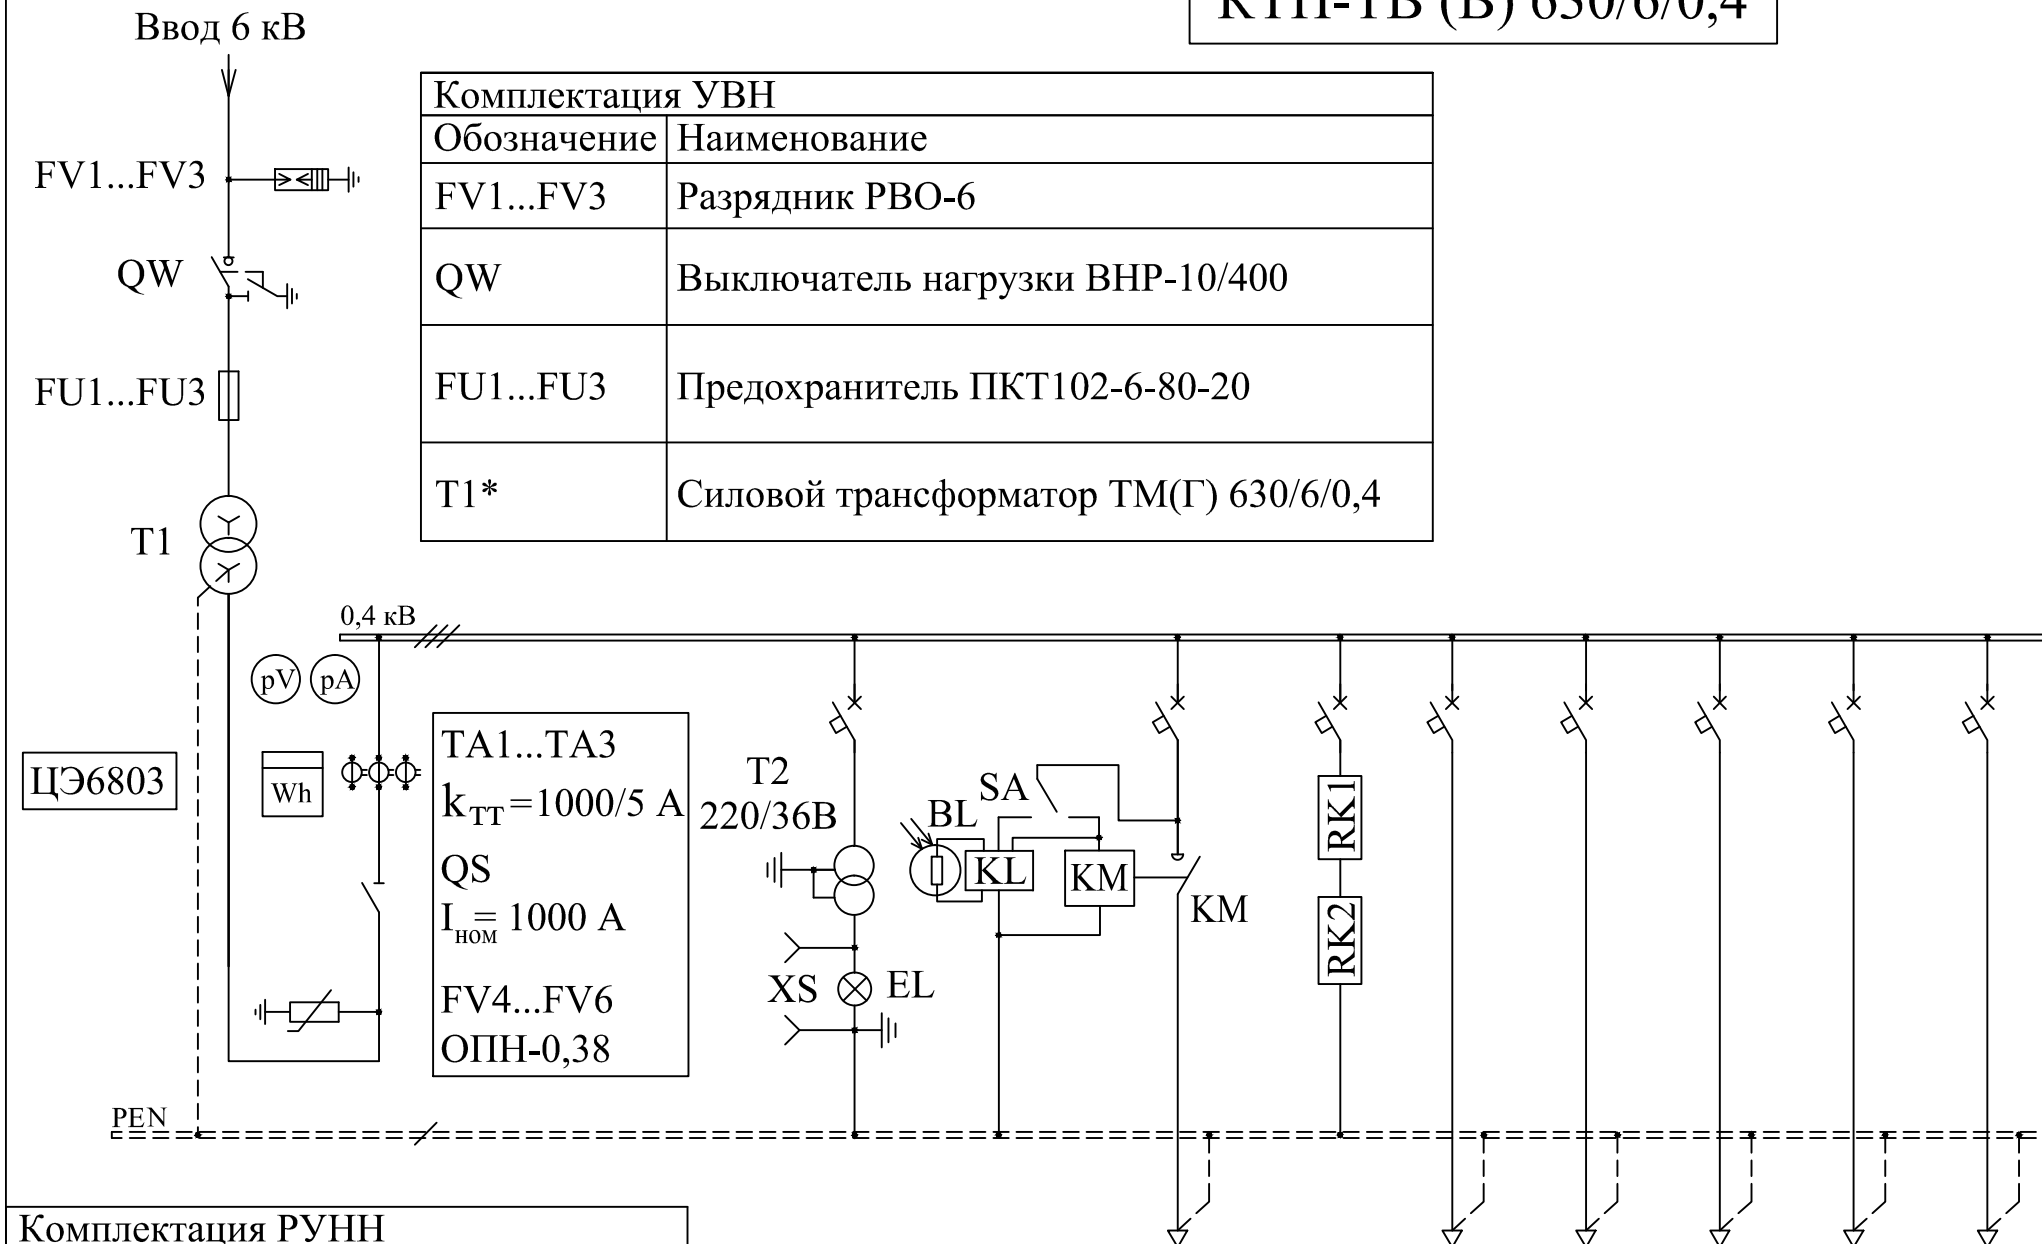 Ввод 6 кВ
КТП-ТВ (В) 630/6/0,4
Комплектация УВН
Обозначение Наименование
FV1...FV3
FV1...FV3 Разрядник РВО-6
QW
QW Выключатель нагрузки ВНР-10/400
FU1...FU3
FU1...FU3 Предохранитель ПКТ102-6-80-20
T1* Силовой трансформатор ТМ(Г) 630/6/0,4
T1
0,4 кВ
pV pA
ЦЭ6803
Wh
TA1...TA3
kТТ=1000/5 А
QS
Iном= 1000 А
FV4...FV6
ОПН-0,38
T2
220/36В
XS
EL
BL
SA
KL
KM
KM
RK1
RK2
PEN
Комплектация РУНН